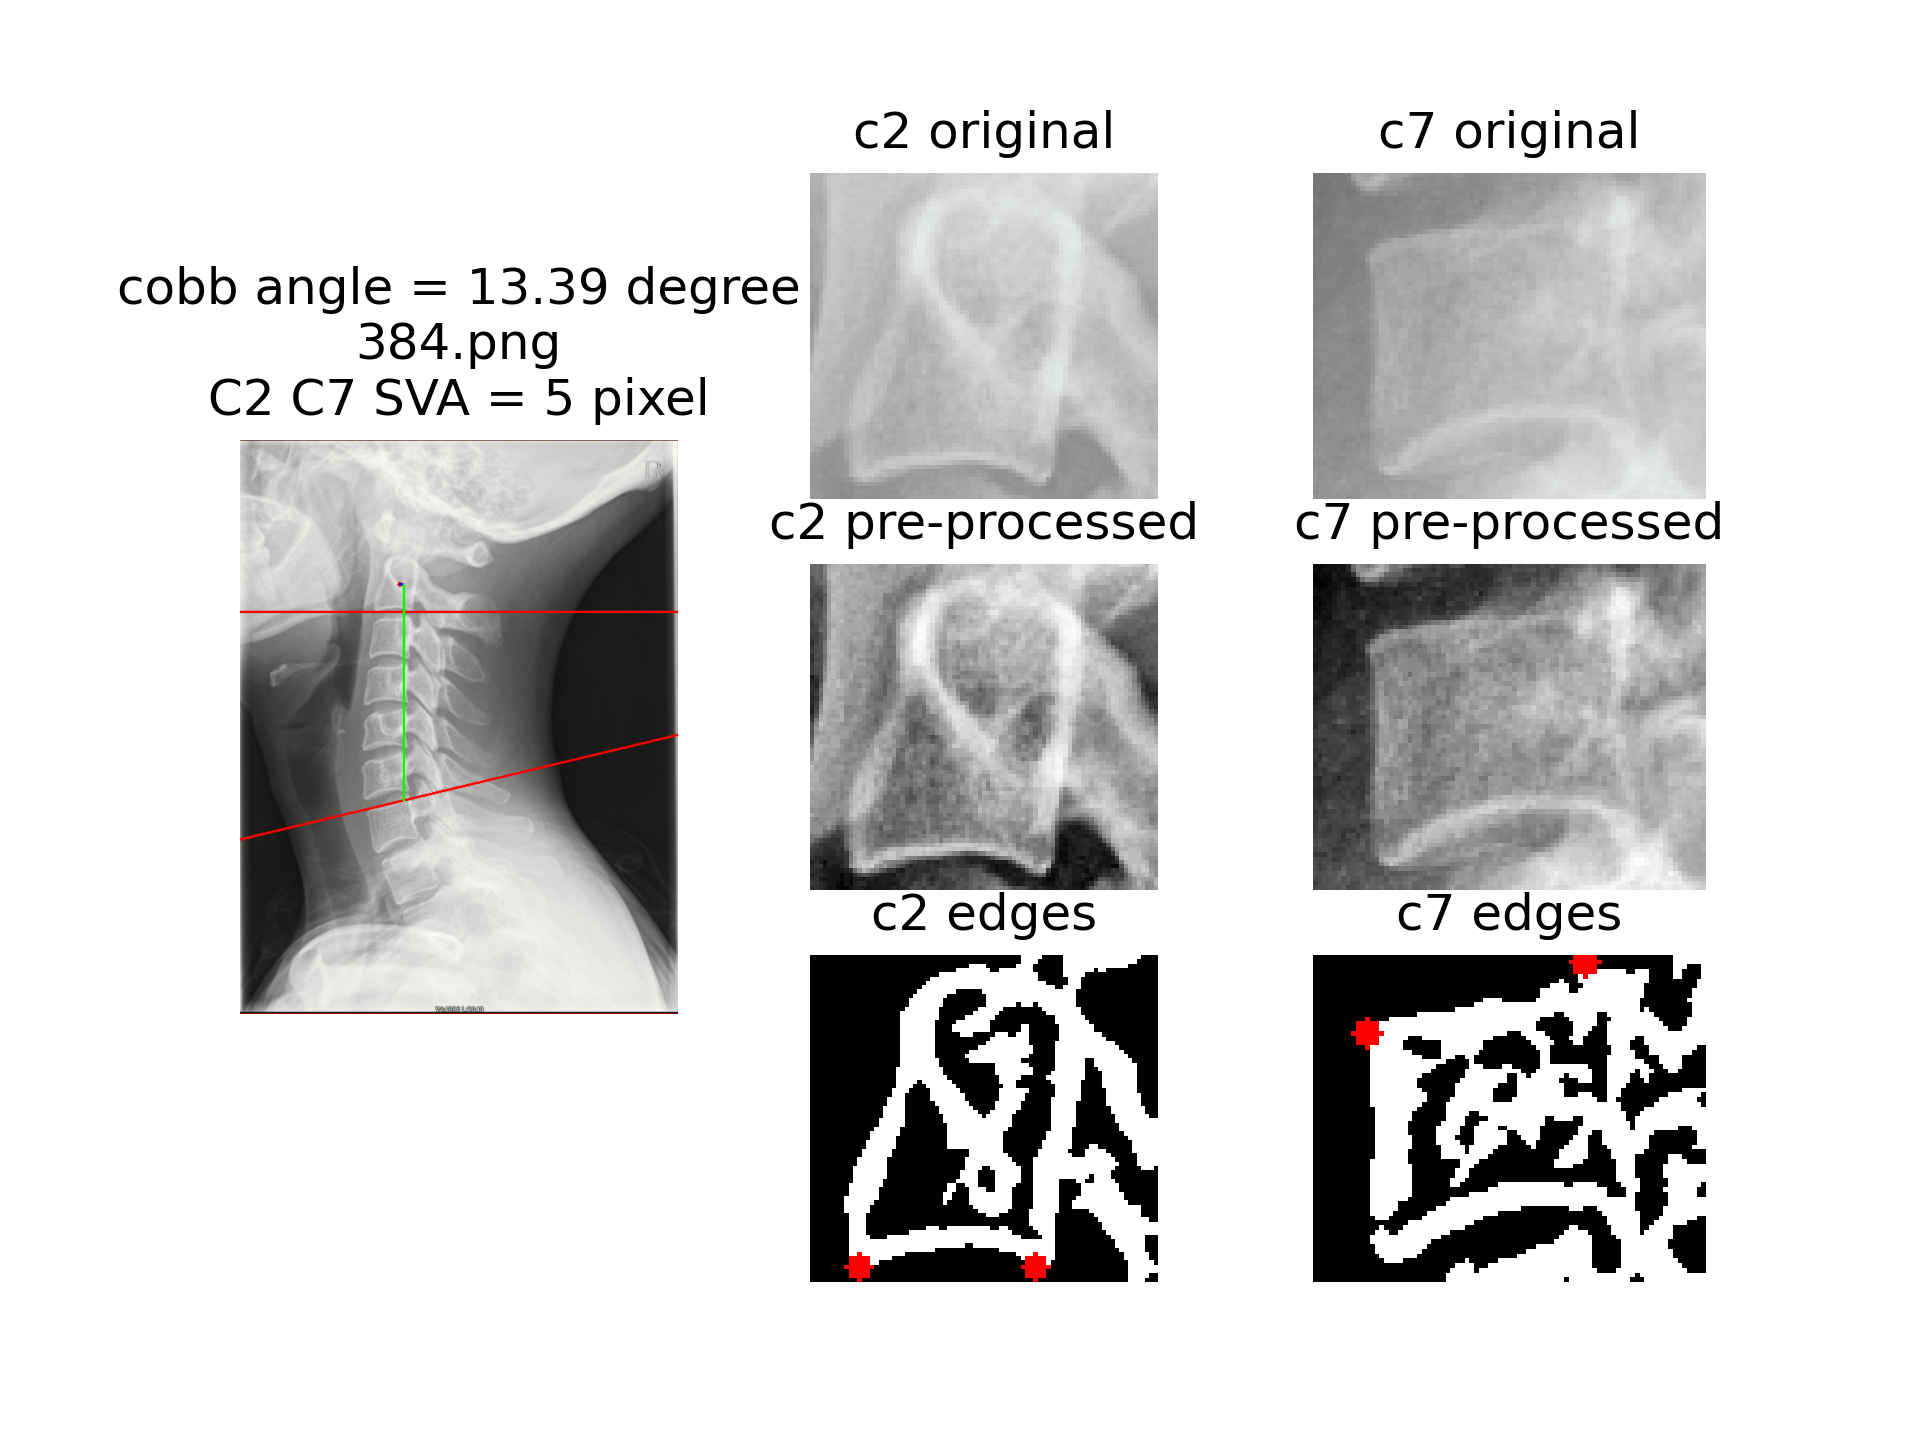 cobb angle = 13.39 degree
384.png
C2 C7 SVA = 5 pixel
R
c2 original
c7 original
c2 pre-processed
c7 pre-processed
c2 edges
c7 edges